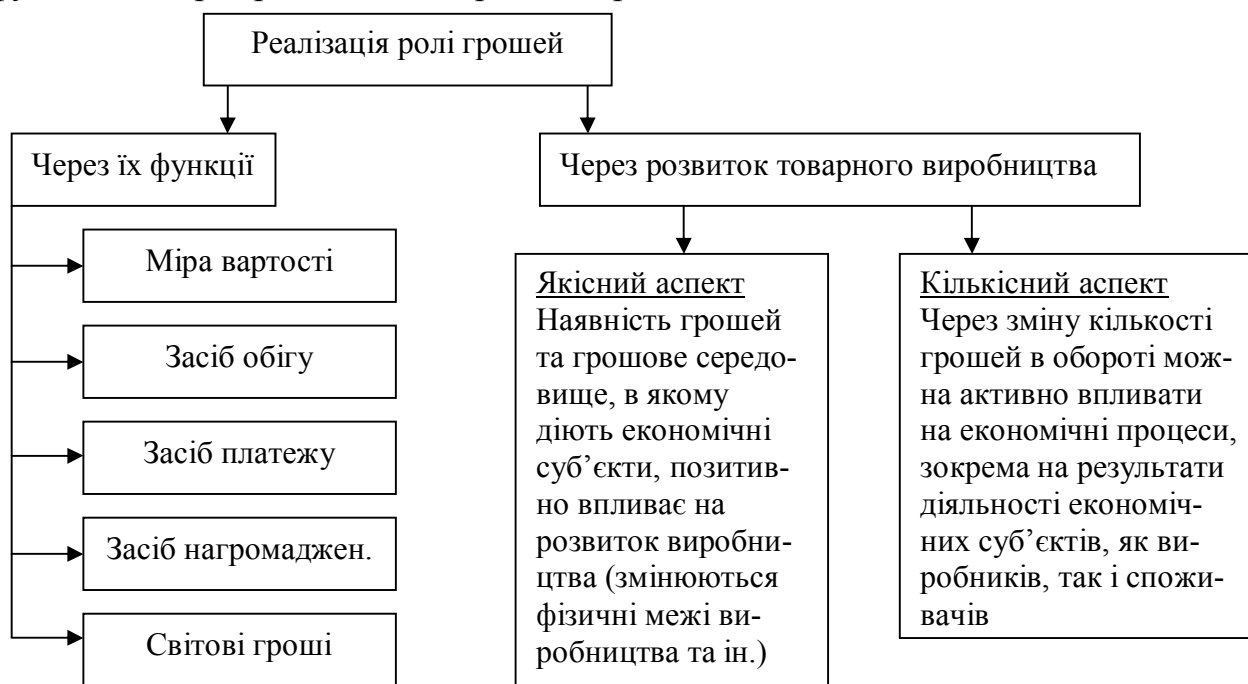 Реалізація ролі грошей
Через їх функції
Міра вартості
Засіб обігу
Засіб платежу
Засіб нагромаджен.
Світові гроші
Через розвиток товарного виробництва
Якісний аспект
Наявність грошей
та грошове середо-
вище, в якому
діють економічні
суб’єкти, позитив-
но впливає на
розвиток виробни-
цтва (змінюються
фізичні межі ви-
робництва та ін.)
Кількісний аспект
Через зміну кількості
грошей в обороті мож-
на активно впливати
на економічні процеси,
зокрема на результати
діяльності економіч-
них суб’єктів, як ви-
робників, так і спожи-
вачів